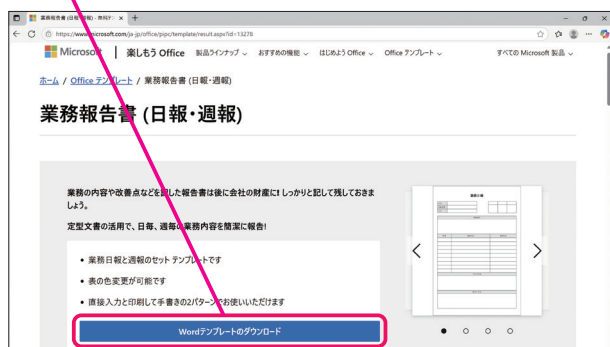 業務報告書 (日報・週報) - 無料テ
https://www.microsoft.com/ja-jp/office/pipc/template/result.aspx?id=13278
Microsoft 楽しもう Office 製品ラインナップ おすすめの機能 はじめよう Office Office テンプレート すべての Microsoft 製品
ホーム / Office テンプレート / 業務報告書 (日報・週報)
業務報告書 (日報・週報)
業務の内容や改善点などを記した報告書は後に会社の財産に! しっかりと記して残しておきま
しょう。
定型文書の活用で、日毎、週毎の業務内容を簡潔に報告!
• 業務日報と週報のセット テンプレートです
• 表の色変更が可能です
• 直接入力と印刷して手書きの2パターンでお使いいただけます
Wordテンプレートのダウンロード
業務日報